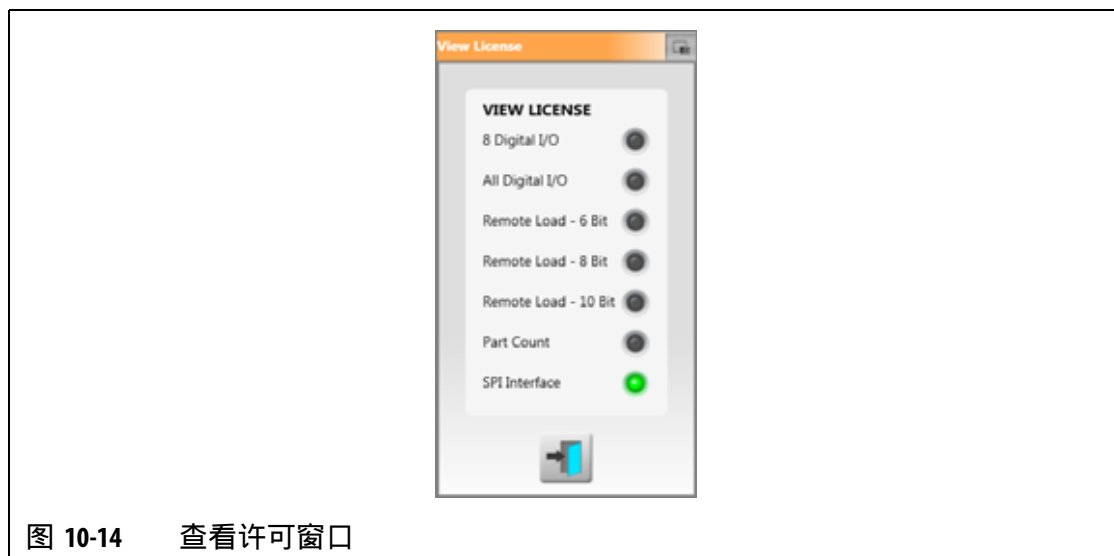 View License
VIEW LICENSE
8 Digital I/O
All Digital I/O
Remote Load - 6 Bit
Remote Load - 8 Bit
Remote Load - 10 Bit
Part Count
SPI Interface
图 10-14 查看许可窗口